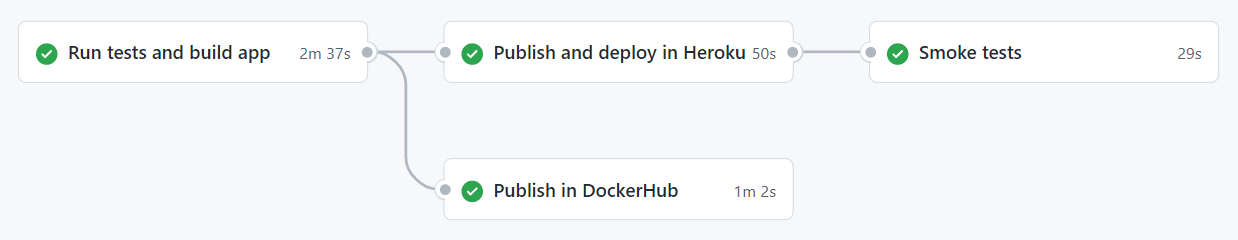 Run tests and build app 2m 37s
Publish and deploy in Heroku 50s
Smoke tests 29s
Publish in DockerHub 1m 2s